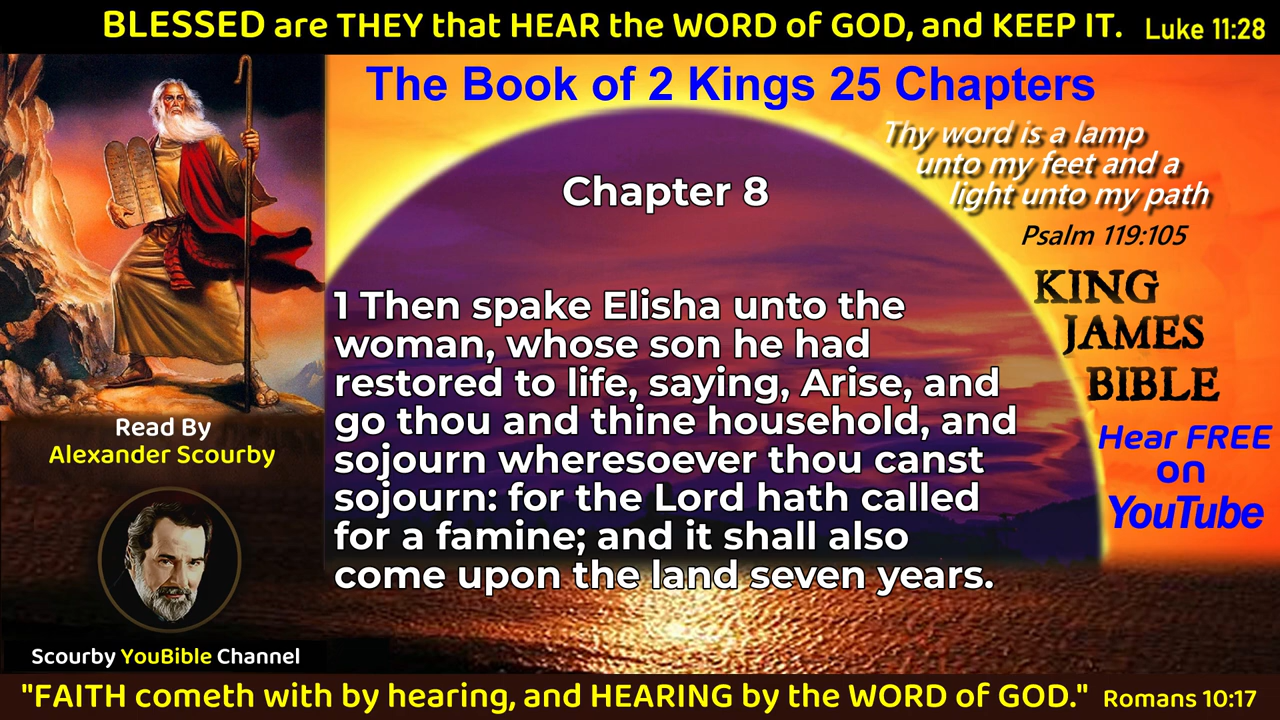 BLESSED are THEY that HEAR the WORD of GOD, and KEEP IT. Luke 11:28
The Book of 2 Kings 25 Chapters
Thy word is a lamp
unto my feet and a
light unto my path
Psalm 119:105
KING
JAMES
BIBLE
Hear FREE
on
YouTube
Chapter 8
1 Then spake Elisha unto the
woman, whose son he had
restored to life, saying, Arise, and
go thou and thine household, and
sojourn wheresoever thou canst
sojourn: for the Lord hath called
for a famine; and it shall also
come upon the land seven years.
Read By
Alexander Scourby
Scourby YouBible Channel
"FAITH cometh with by hearing, and HEARING by the WORD of GOD." Romans 10:17